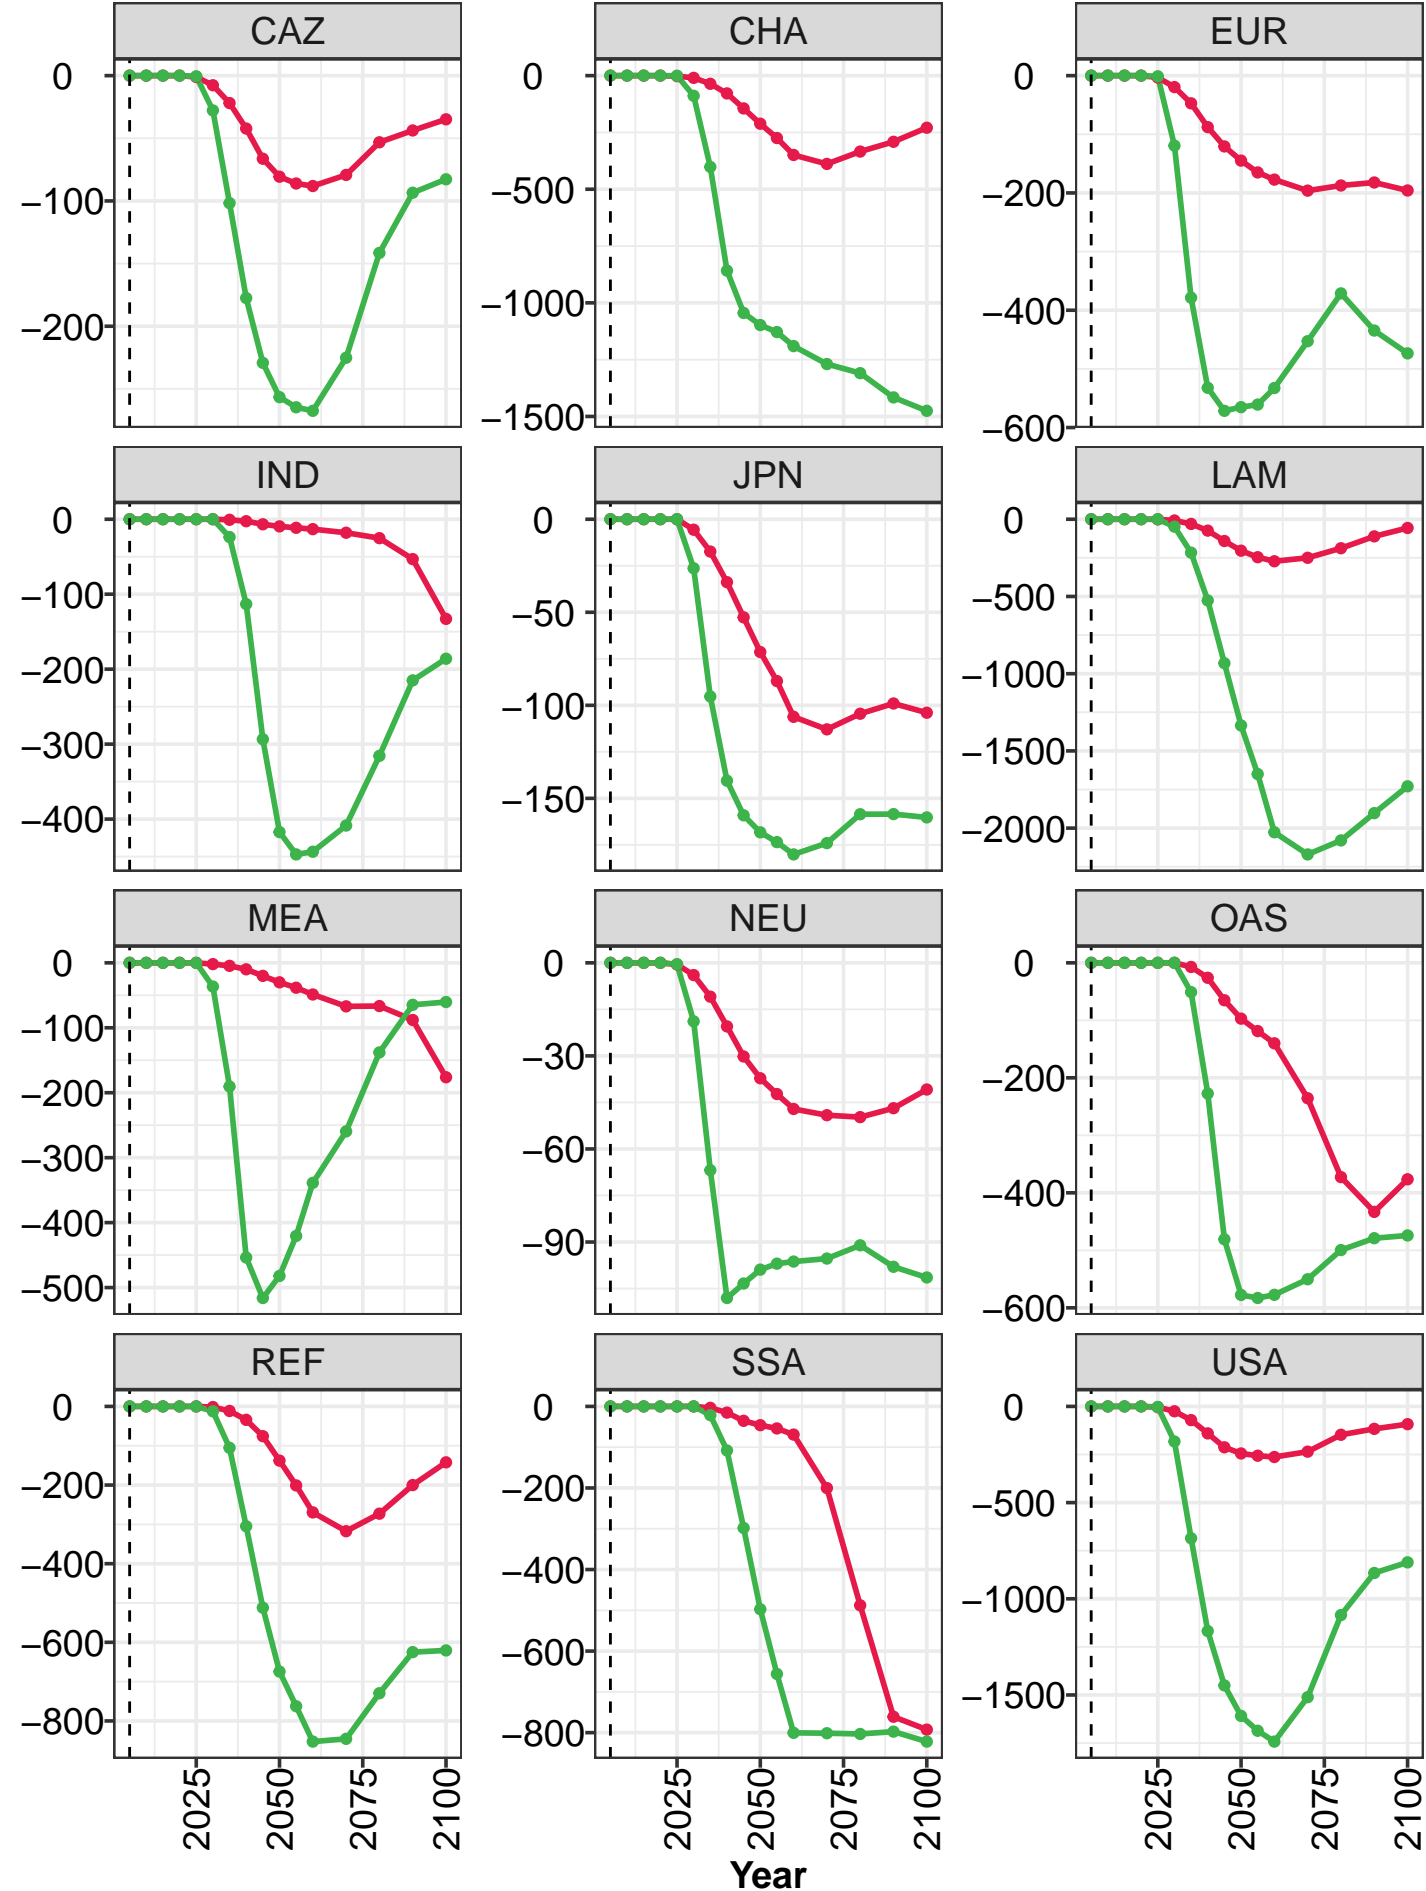 CAZ CHA EUR
0 0 0
−100 −500 −200
−200 −1000 −400
−1500 −600
IND JPN LAM
0 0 0
−100 −50 −500
−200 −100 −1000
−300 −150 −1500
−400 −2000
MEA NEU OAS
0 0 0
−100 −30 −200
−200 −60 −400
−300 −90 −600
−400
−500
REF SSA USA
0 0 0
−200 −200 −500
−400 −400 −1000
−600 −600 −1500
−800 −800
2025 2050 2075 2100 2025 2050 2075 2100 2025 2050 2075 2100
Year